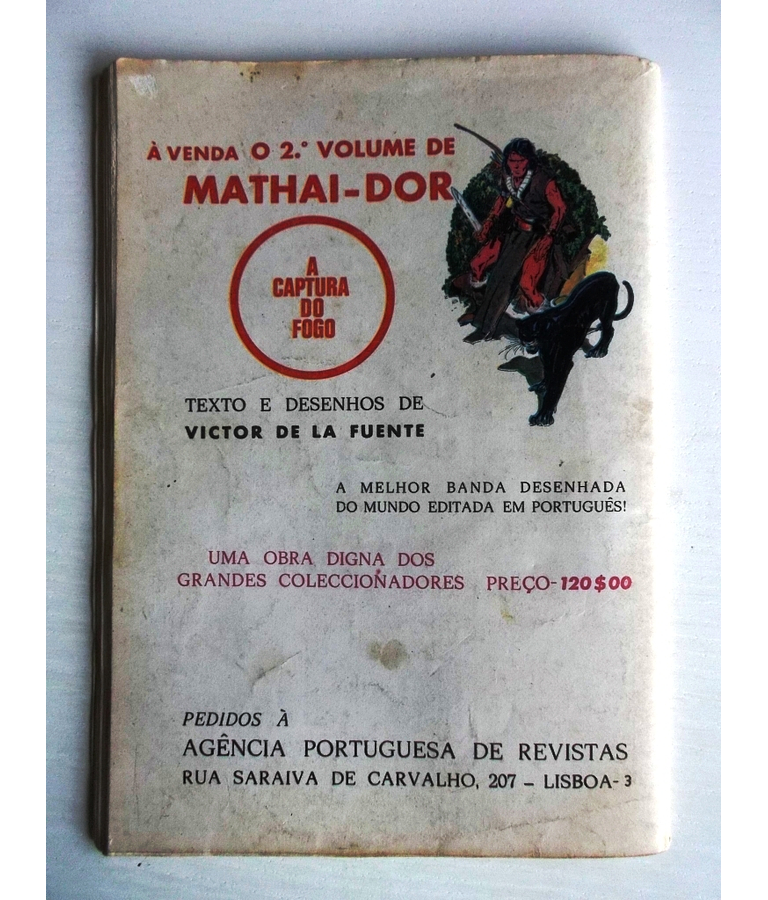 À VENDA O 2.º VOLUME DE
MATHAI-DOR
A
CAPTURA
DO
FOGO
TEXTO E DESENHOS DE
VICTOR DE LA FUENTE
A MELHOR BANDA DESENHADA
DO MUNDO EDITADA EM PORTUGUÊS!
UMA OBRA DIGNA DOS
GRANDES COLECCIONADORES PREÇO-120$00
PEDIDOS À
AGÊNCIA PORTUGUESA DE REVISTAS
RUA SARAIVA DE CARVALHO, 207 – LISBOA-3